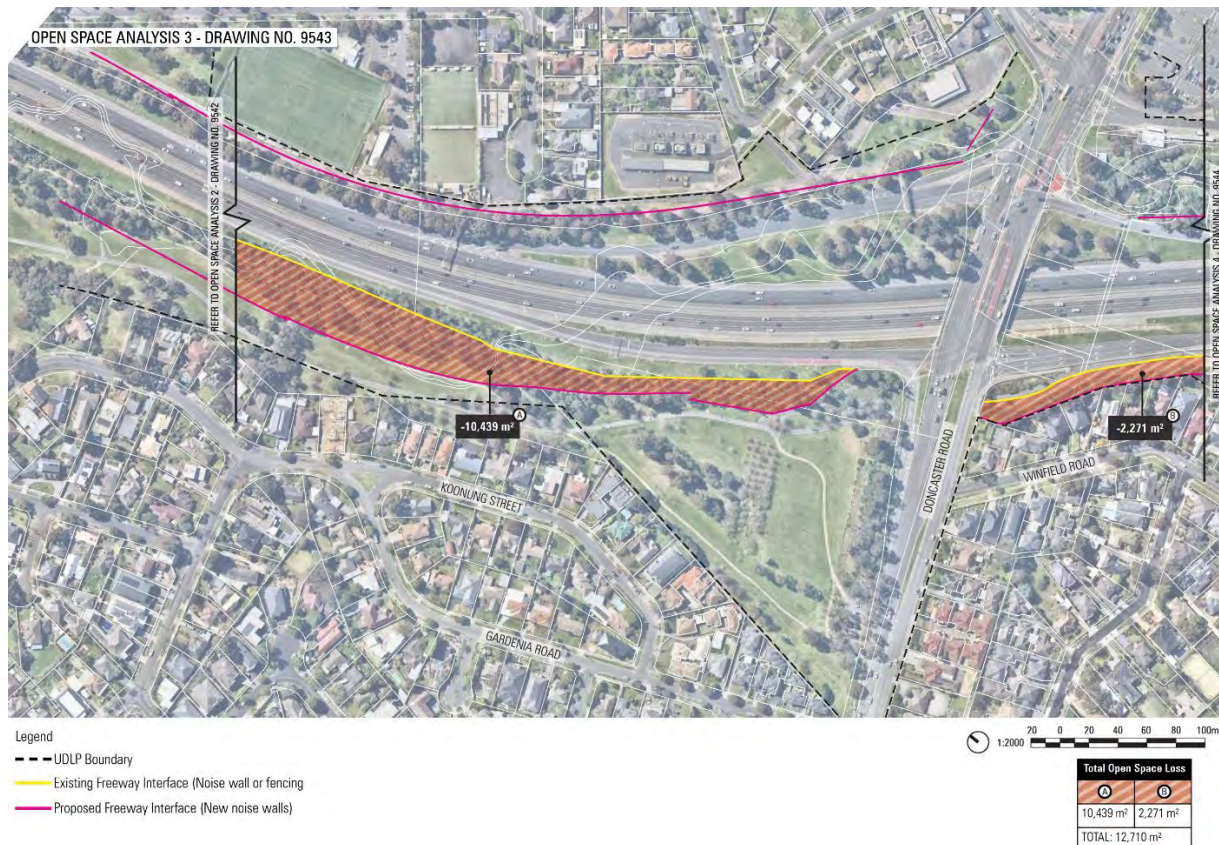 OPEN SPACE ANALYSIS 3 - DRAWING NO. 9543
REFER TO OPEN SPACE ANALYSIS 2 - DRAWING NO. 9542
REFER TO OPEN SPACE ANALYSIS 4 - DRAWING NO. 9544
-10,439 m²
A
-2,271 m²
B
KOONUNG STREET
GARDENIA ROAD
DONCASTER ROAD
WINFIELD ROAD
Legend
UDLP Boundary
Existing Freeway Interface (Noise wall or fencing
Proposed Freeway Interface (New noise walls)
1:2000
20 0 20 40 60 80 100m
Total Open Space Loss
A B
10,439 m² 2,271 m²
TOTAL: 12,710 m²